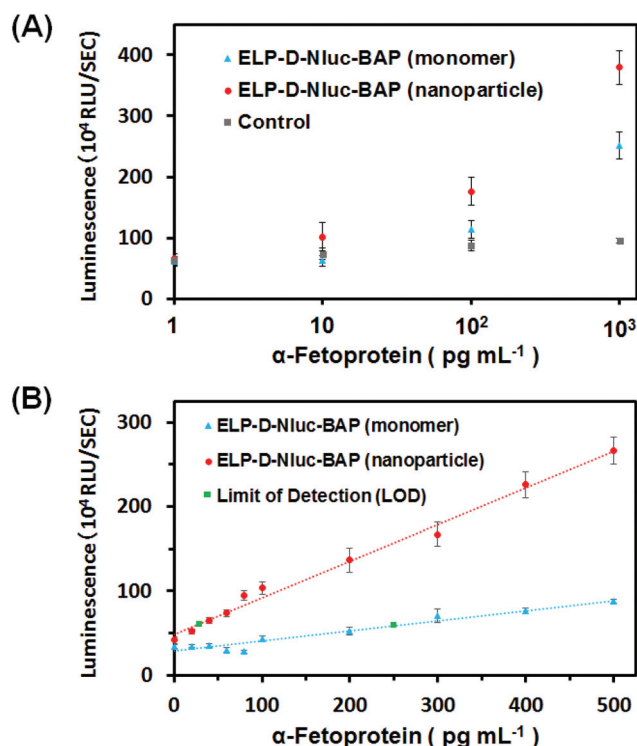 (A)
ELP-D-Nluc-BAP (monomer)
ELP-D-Nluc-BAP (nanoparticle)
Control
Luminescence (10⁴ RLU/SEC)
400
300
200
100
0
1 10 10² 10³
α-Fetoprotein ( pg mL⁻¹ )
(B)
ELP-D-Nluc-BAP (monomer)
ELP-D-Nluc-BAP (nanoparticle)
Limit of Detection (LOD)
Luminescence (10⁴ RLU/SEC)
300
200
100
0
0 100 200 300 400 500
α-Fetoprotein ( pg mL⁻¹ )